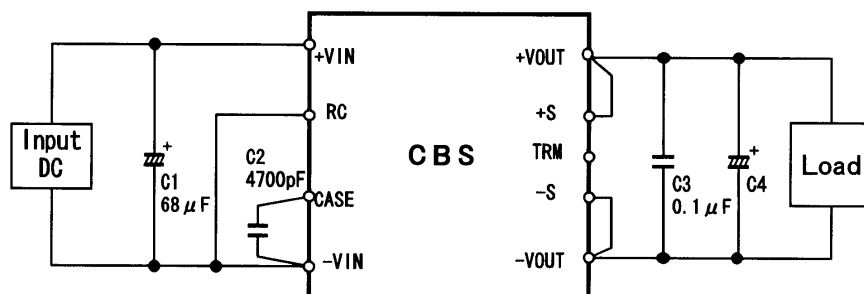 +VIN
+VOUT
RC
+S
Input
DC
+
C1
68μF
C2
4700pF
CBS
TRM
CASE
-S
C3
0.1μF
+
C4
Load
-VIN
-VOUT